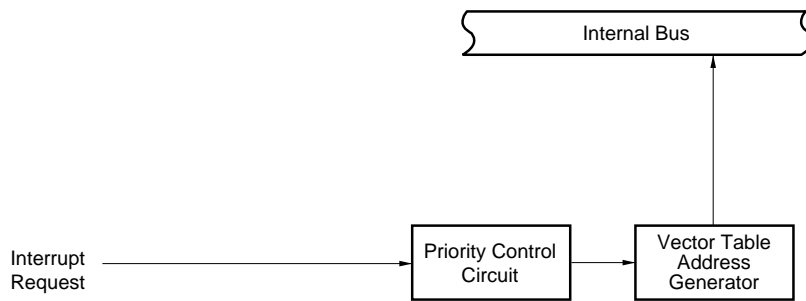 Internal Bus
Interrupt
Request
Priority Control
Circuit
Vector Table
Address
Generator